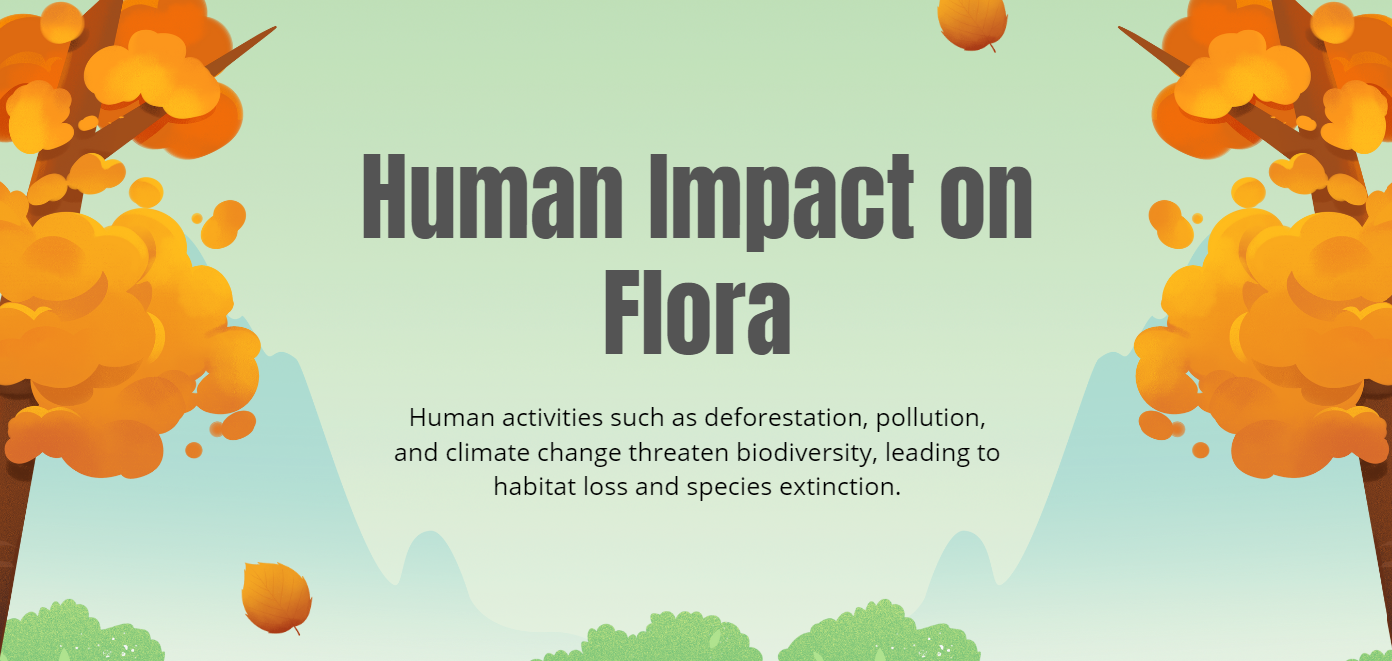 Human Impact on
Flora
Human activities such as deforestation, pollution,
and climate change threaten biodiversity, leading to
habitat loss and species extinction.